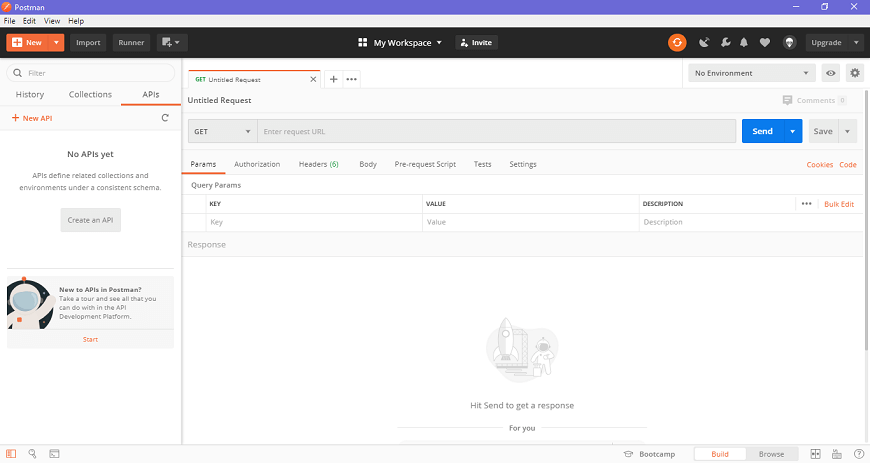 Postman
File Edit View Help
New Import Runner My Workspace Invite Upgrade
Filter
History Collections APIs
New API
No APIs yet
APIs define related collections and
environments under a consistent schema.
Create an API
New to APIs in Postman?
Take a tour and see all that you
can do with in the API
Development Platform.
Start
GET Untitled Request
No Environment
Untitled Request Comments 0
GET Enter request URL Send Save
Params Authorization Headers (6) Body Pre-request Script Tests Settings Cookies Code
Query Params
KEY VALUE DESCRIPTION Bulk Edit
Key Value Description
Response
Hit Send to get a response
For you
Bootcamp Build Browse